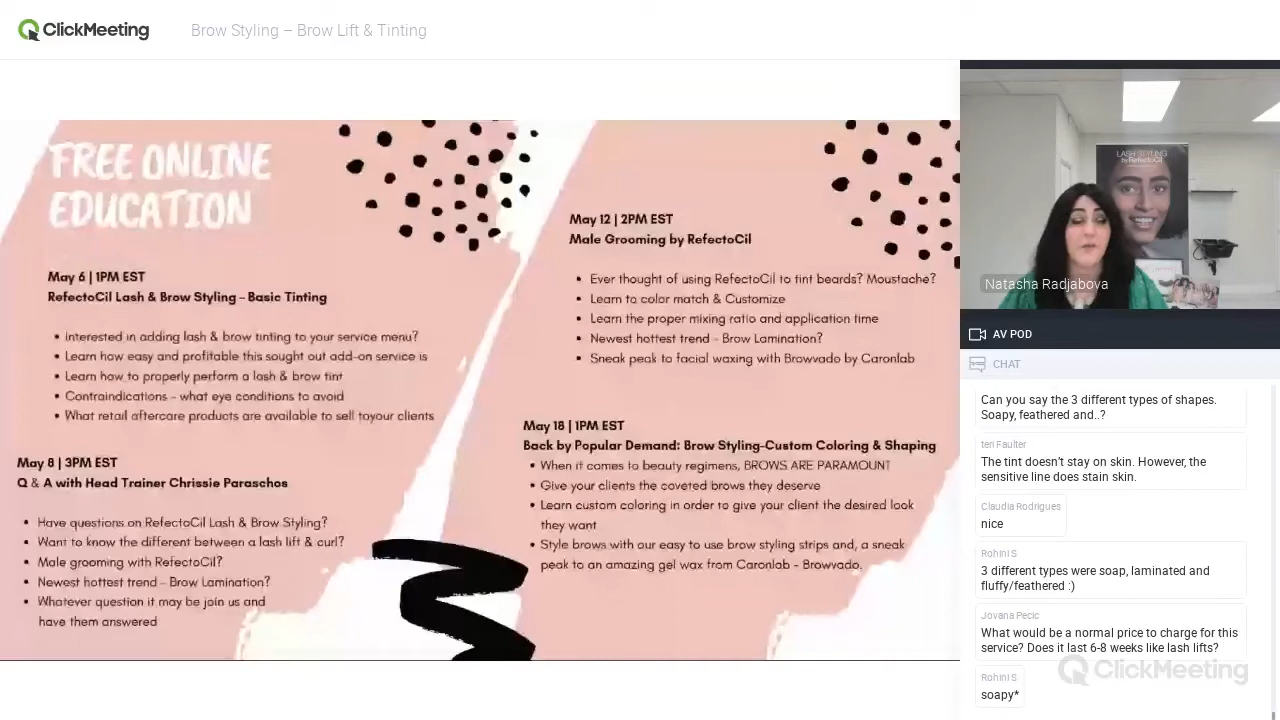 ClickMeeting
Brow Styling – Brow Lift & Tinting
FREE ONLINE
EDUCATION
May 6 | 1PM EST
RefectoCil Lash & Brow Styling - Basic Tinting
Interested in adding lash & brow tinting to your service menu?
Learn how easy and profitable this sought out add-on service is
Learn how to properly perform a lash & brow tint
Contraindications - what eye conditions to avoid
What retail aftercare products are available to sell toyour clients
May 8 | 3PM EST
Q & A with Head Trainer Chrissie Paraschos
Have questions on RefectoCil Lash & Brow Styling?
Want to know the different between a lash lift & curl?
Male grooming with RefectoCil?
Newest hottest trend - Brow Lamination?
Whatever question it may be join us and
have them answered
May 12 | 2PM EST
Male Grooming by RefectoCil
Ever thought of using RefectoCil to tint beards? Moustache?
Learn to color match & Customize
Learn the proper mixing ratio and application time
Newest hottest trend - Brow Lamination?
Sneak peak to facial waxing with Browvado by Caronlab
May 18 | 1PM EST
Back by Popular Demand: Brow Styling-Custom Coloring & Shaping
When it comes to beauty regimens, BROWS ARE PARAMOUNT
Give your clients the coveted brows they deserve
Learn custom coloring in order to give your client the desired look
they want
Style brows with our easy to use brow styling strips and, a sneak
peak to an amazing gel wax from Caronlab - Browvado.
LASH STYLING
by RefectoCil
Natasha Radjabova
AV POD
CHAT
Can you say the 3 different types of shapes.
Soapy, feathered and..?
teri Faulter
The tint doesn't stay on skin. However, the
sensitive line does stain skin.
Claudia Rodrigues
nice
Rohini S
3 different types were soap, laminated and
fluffy/feathered :)
Jovana Pecic
What would be a normal price to charge for this
service? Does it last 6-8 weeks like lash lifts?
ClickMeeting
Rohini S
soapy*